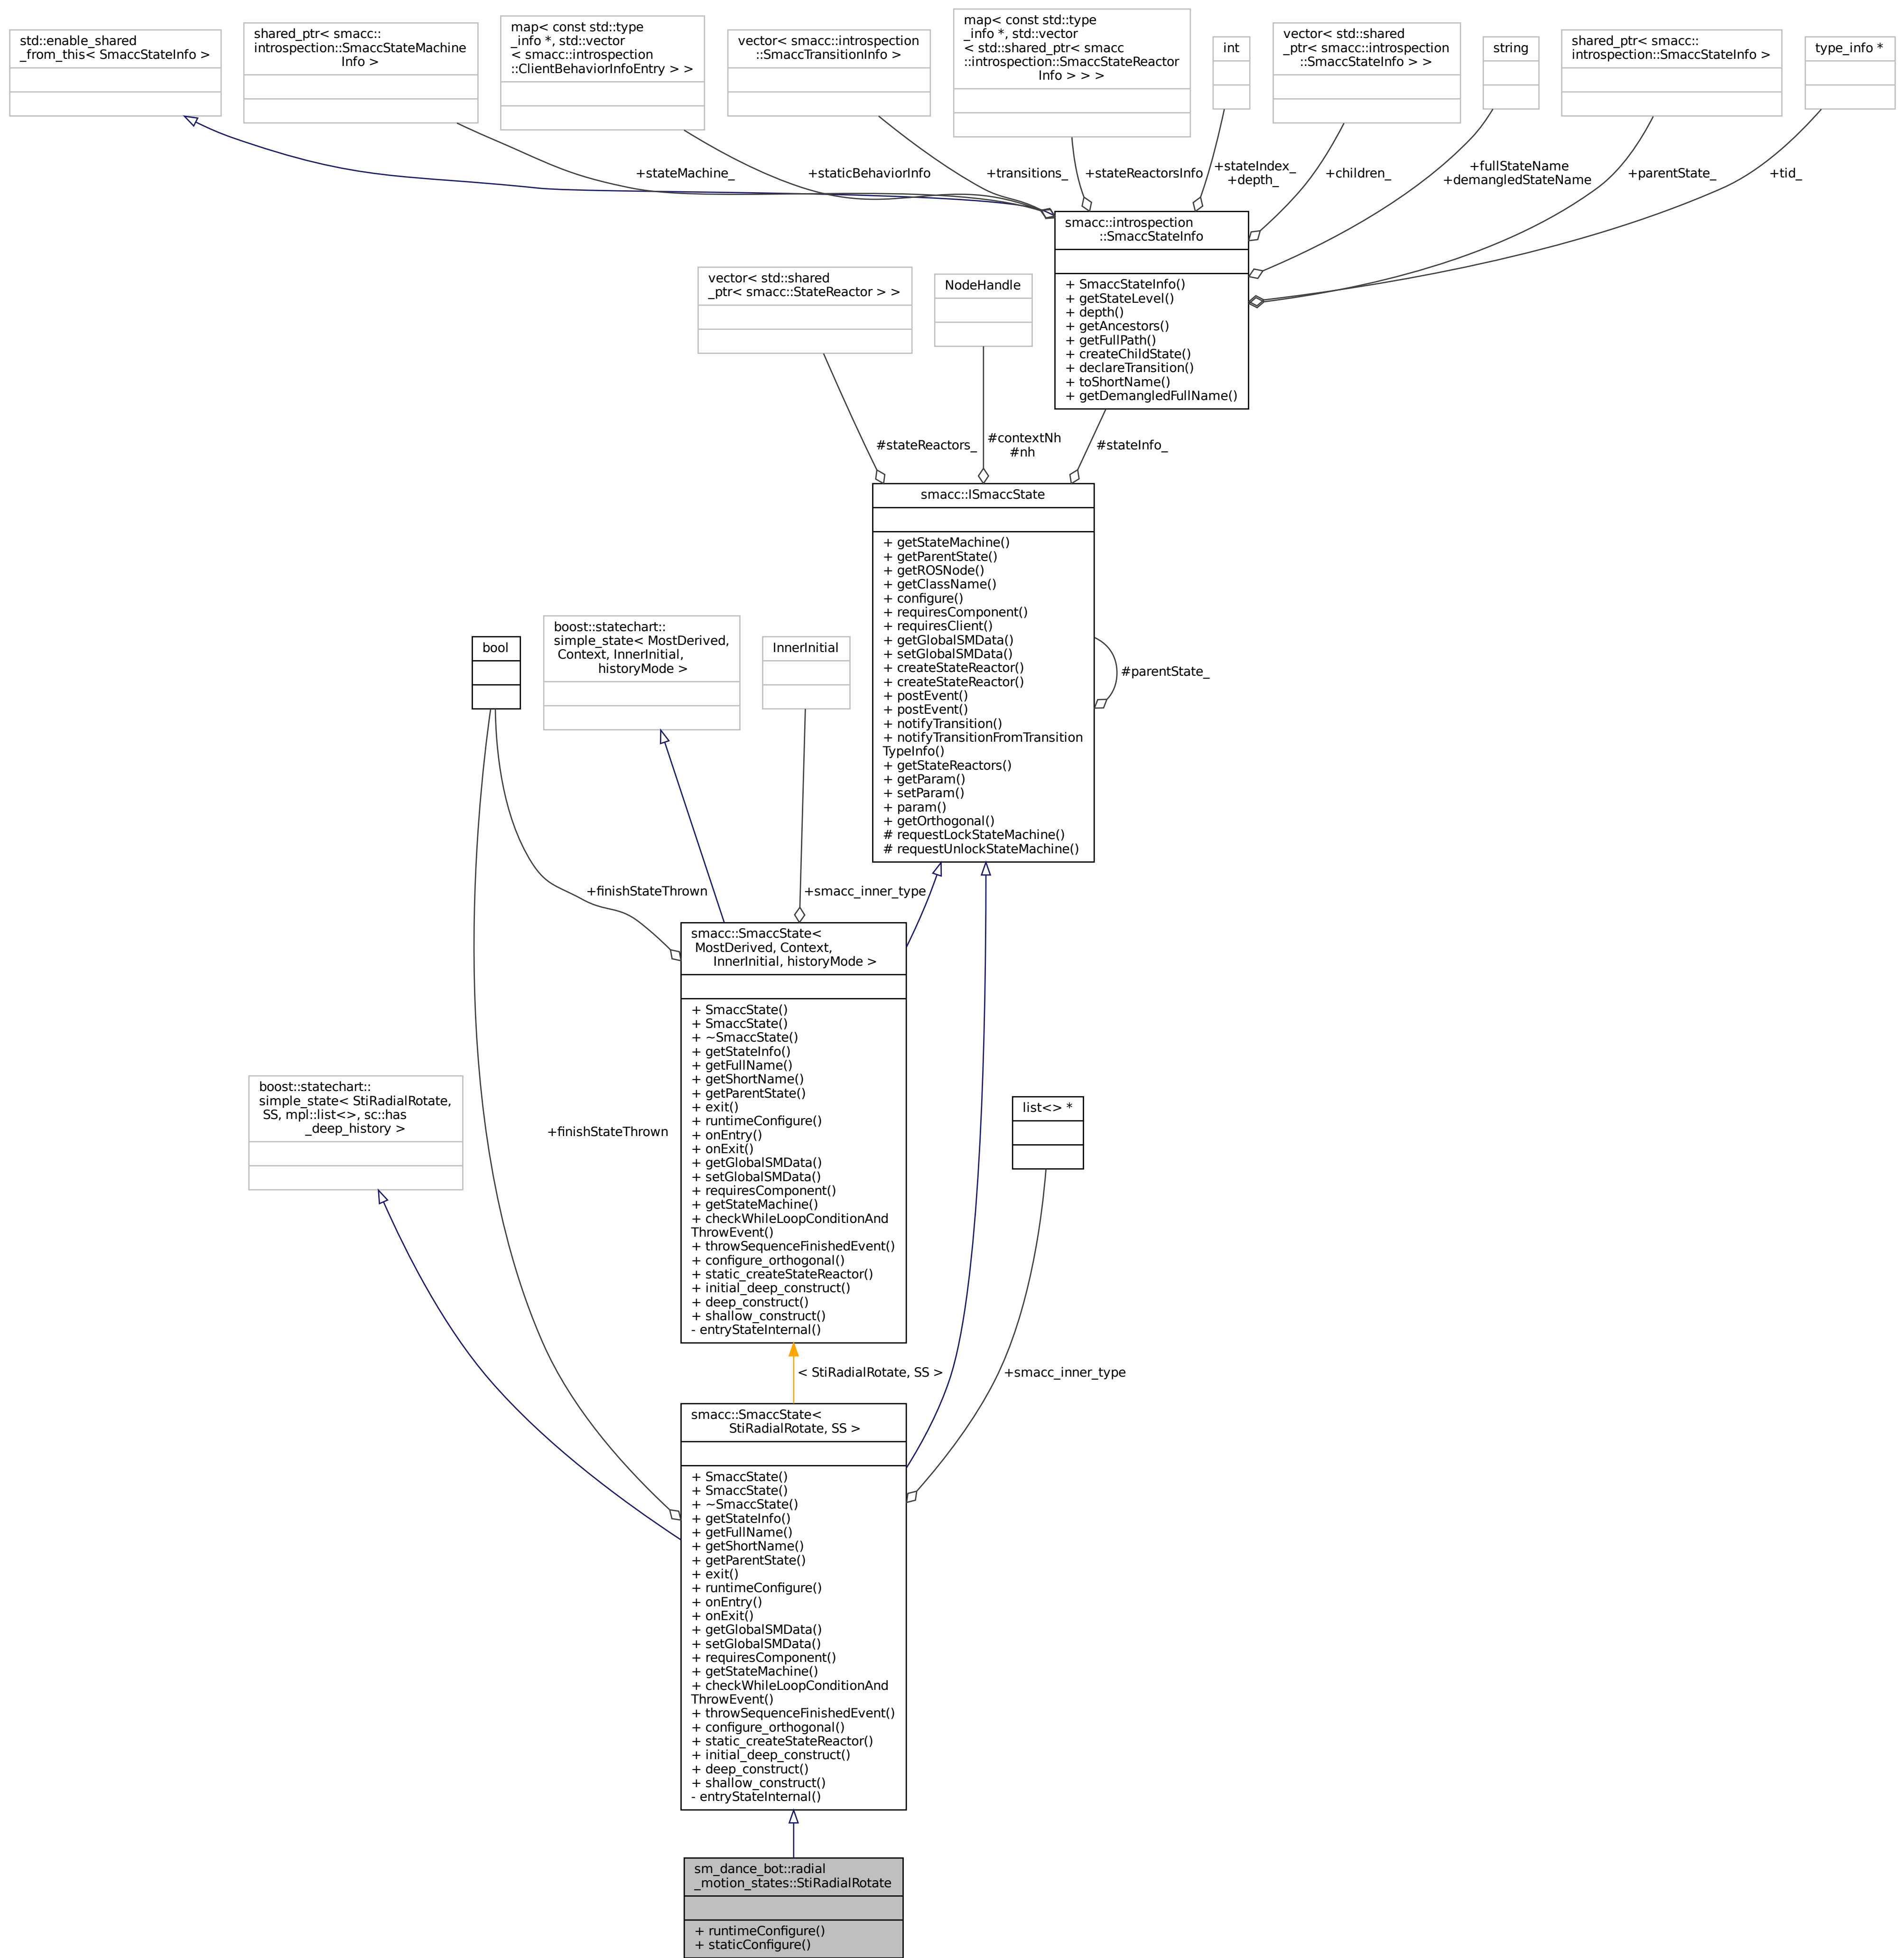 std::enable_shared
_from_this< SmaccStateInfo >
shared_ptr< smacc::
introspection::SmaccStateMachine
Info >
map< const std::type
_info *, std::vector
< smacc::introspection
::ClientBehaviorInfoEntry > >
vector< smacc::introspection
::SmaccTransitionInfo >
map< const std::type
_info *, std::vector
< std::shared_ptr< smacc
::introspection::SmaccStateReactor
Info > > >
int
vector< std::shared
_ptr< smacc::introspection
::SmaccStateInfo > >
string
shared_ptr< smacc::
introspection::SmaccStateInfo >
type_info *
+stateMachine_
+staticBehaviorInfo
+transitions_
+stateReactorsInfo
+stateIndex_
+depth_
+children_
+fullStateName
+demangledStateName
+parentState_
+tid_
smacc::introspection
::SmaccStateInfo
+ SmaccStateInfo()
+ getStateLevel()
+ depth()
+ getAncestors()
+ getFullPath()
+ createChildState()
+ declareTransition()
+ toShortName()
+ getDemangledFullName()
vector< std::shared
_ptr< smacc::StateReactor > >
NodeHandle
#stateReactors_
#contextNh
#nh
#stateInfo_
smacc::ISmaccState
+ getStateMachine()
+ getParentState()
+ getROSNode()
+ getClassName()
+ configure()
+ requiresComponent()
+ requiresClient()
+ getGlobalSMData()
+ setGlobalSMData()
+ createStateReactor()
+ createStateReactor()
+ postEvent()
+ postEvent()
+ notifyTransition()
+ notifyTransitionFromTransition
TypeInfo()
+ getStateReactors()
+ getParam()
+ setParam()
+ param()
+ getOrthogonal()
# requestLockStateMachine()
# requestUnlockStateMachine()
#parentState_
bool
boost::statechart::
simple_state< MostDerived,
Context, InnerInitial,
historyMode >
InnerInitial
+finishStateThrown
+smacc_inner_type
smacc::SmaccState<
MostDerived, Context,
InnerInitial, historyMode >
+ SmaccState()
+ SmaccState()
+ ~SmaccState()
+ getStateInfo()
+ getFullName()
+ getShortName()
+ getParentState()
+ exit()
+ runtimeConfigure()
+ onEntry()
+ onExit()
+ getGlobalSMData()
+ setGlobalSMData()
+ requiresComponent()
+ getStateMachine()
+ checkWhileLoopConditionAnd
ThrowEvent()
+ throwSequenceFinishedEvent()
+ configure_orthogonal()
+ static_createStateReactor()
+ initial_deep_construct()
+ deep_construct()
+ shallow_construct()
- entryStateInternal()
boost::statechart::
simple_state< StiRadialRotate,
SS, mpl::list<>, sc::has
_deep_history >
+finishStateThrown
list<> *
< StiRadialRotate, SS >
+smacc_inner_type
smacc::SmaccState<
StiRadialRotate, SS >
+ SmaccState()
+ SmaccState()
+ ~SmaccState()
+ getStateInfo()
+ getFullName()
+ getShortName()
+ getParentState()
+ exit()
+ runtimeConfigure()
+ onEntry()
+ onExit()
+ getGlobalSMData()
+ setGlobalSMData()
+ requiresComponent()
+ getStateMachine()
+ checkWhileLoopConditionAnd
ThrowEvent()
+ throwSequenceFinishedEvent()
+ configure_orthogonal()
+ static_createStateReactor()
+ initial_deep_construct()
+ deep_construct()
+ shallow_construct()
- entryStateInternal()
sm_dance_bot::radial
_motion_states::StiRadialRotate
+ runtimeConfigure()
+ staticConfigure()